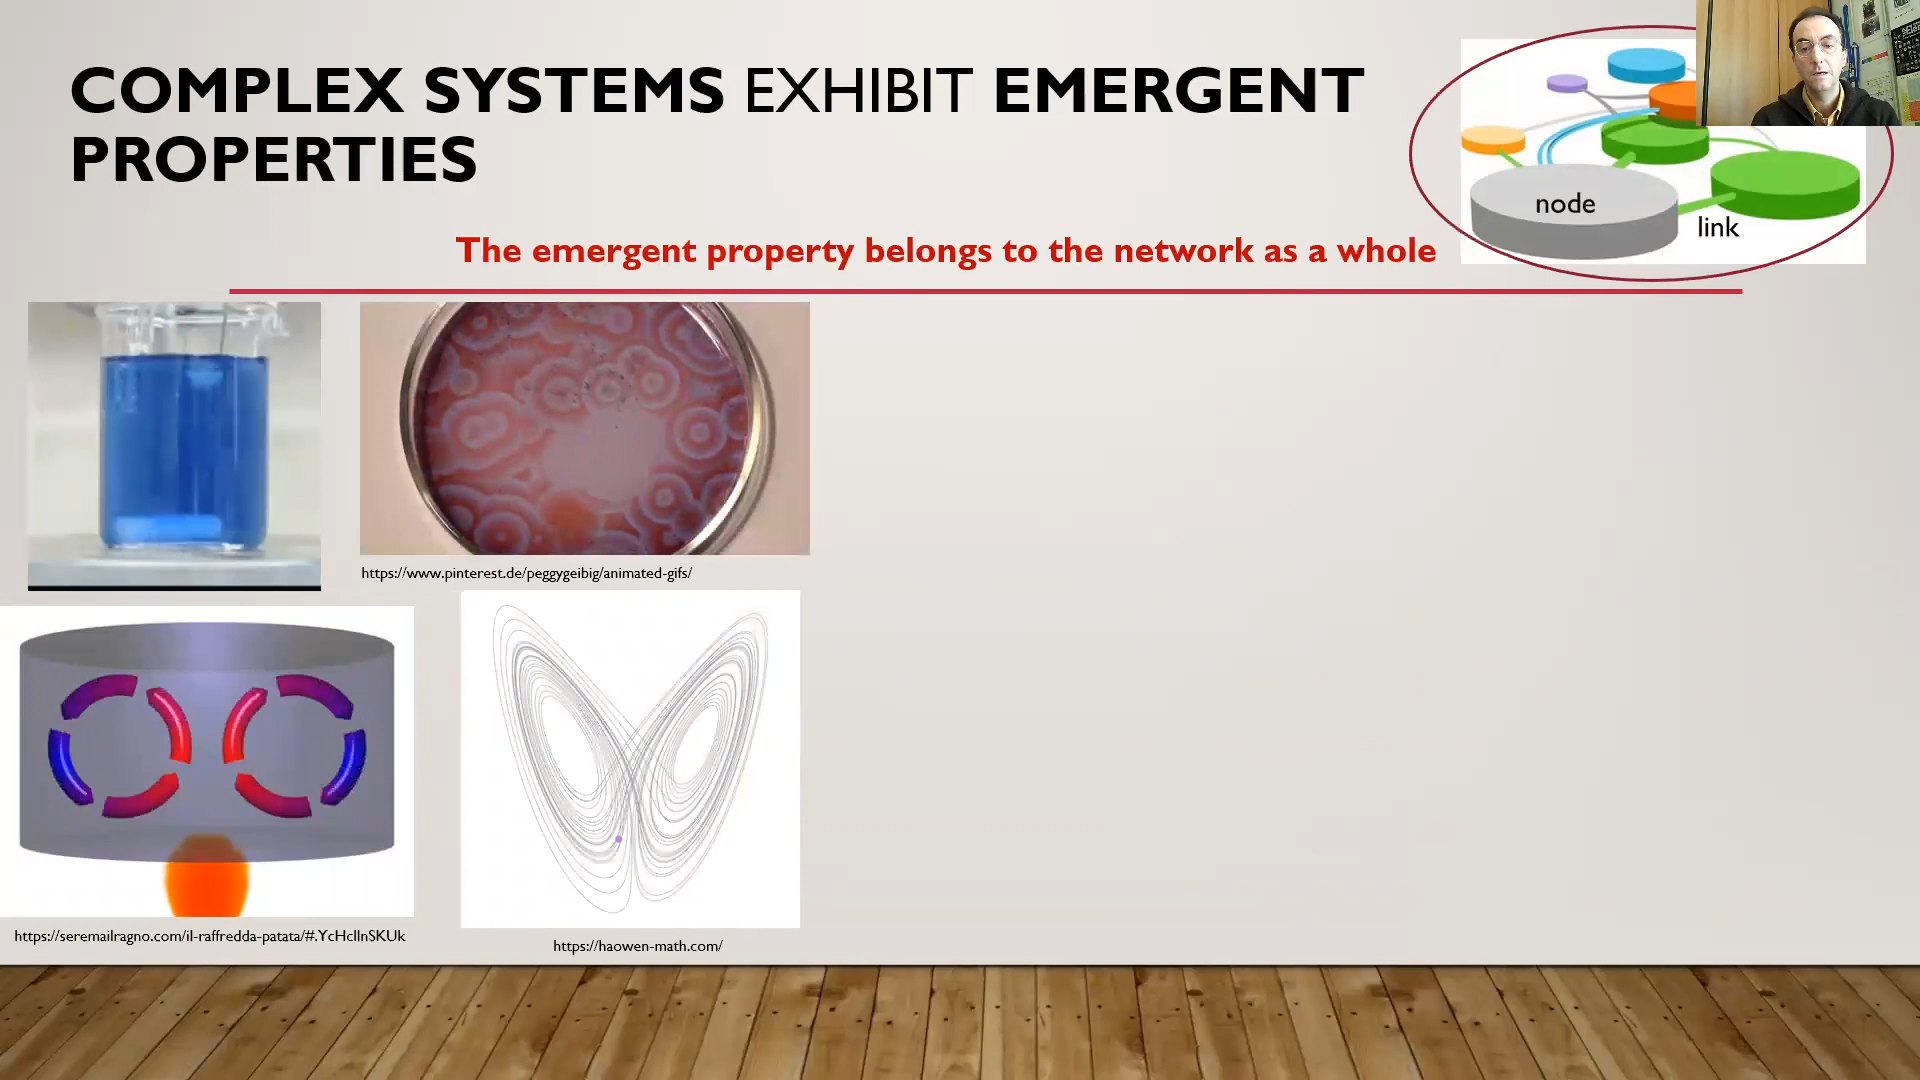 COMPLEX SYSTEMS EXHIBIT EMERGENT
PROPERTIES
node
link
The emergent property belongs to the network as a whole
https://www.pinterest.de/peggygeibig/animated-gifs/
https://seremailragno.com/il-raffredda-patata/#.YcHcIlnSKUk
https://haowen-math.com/